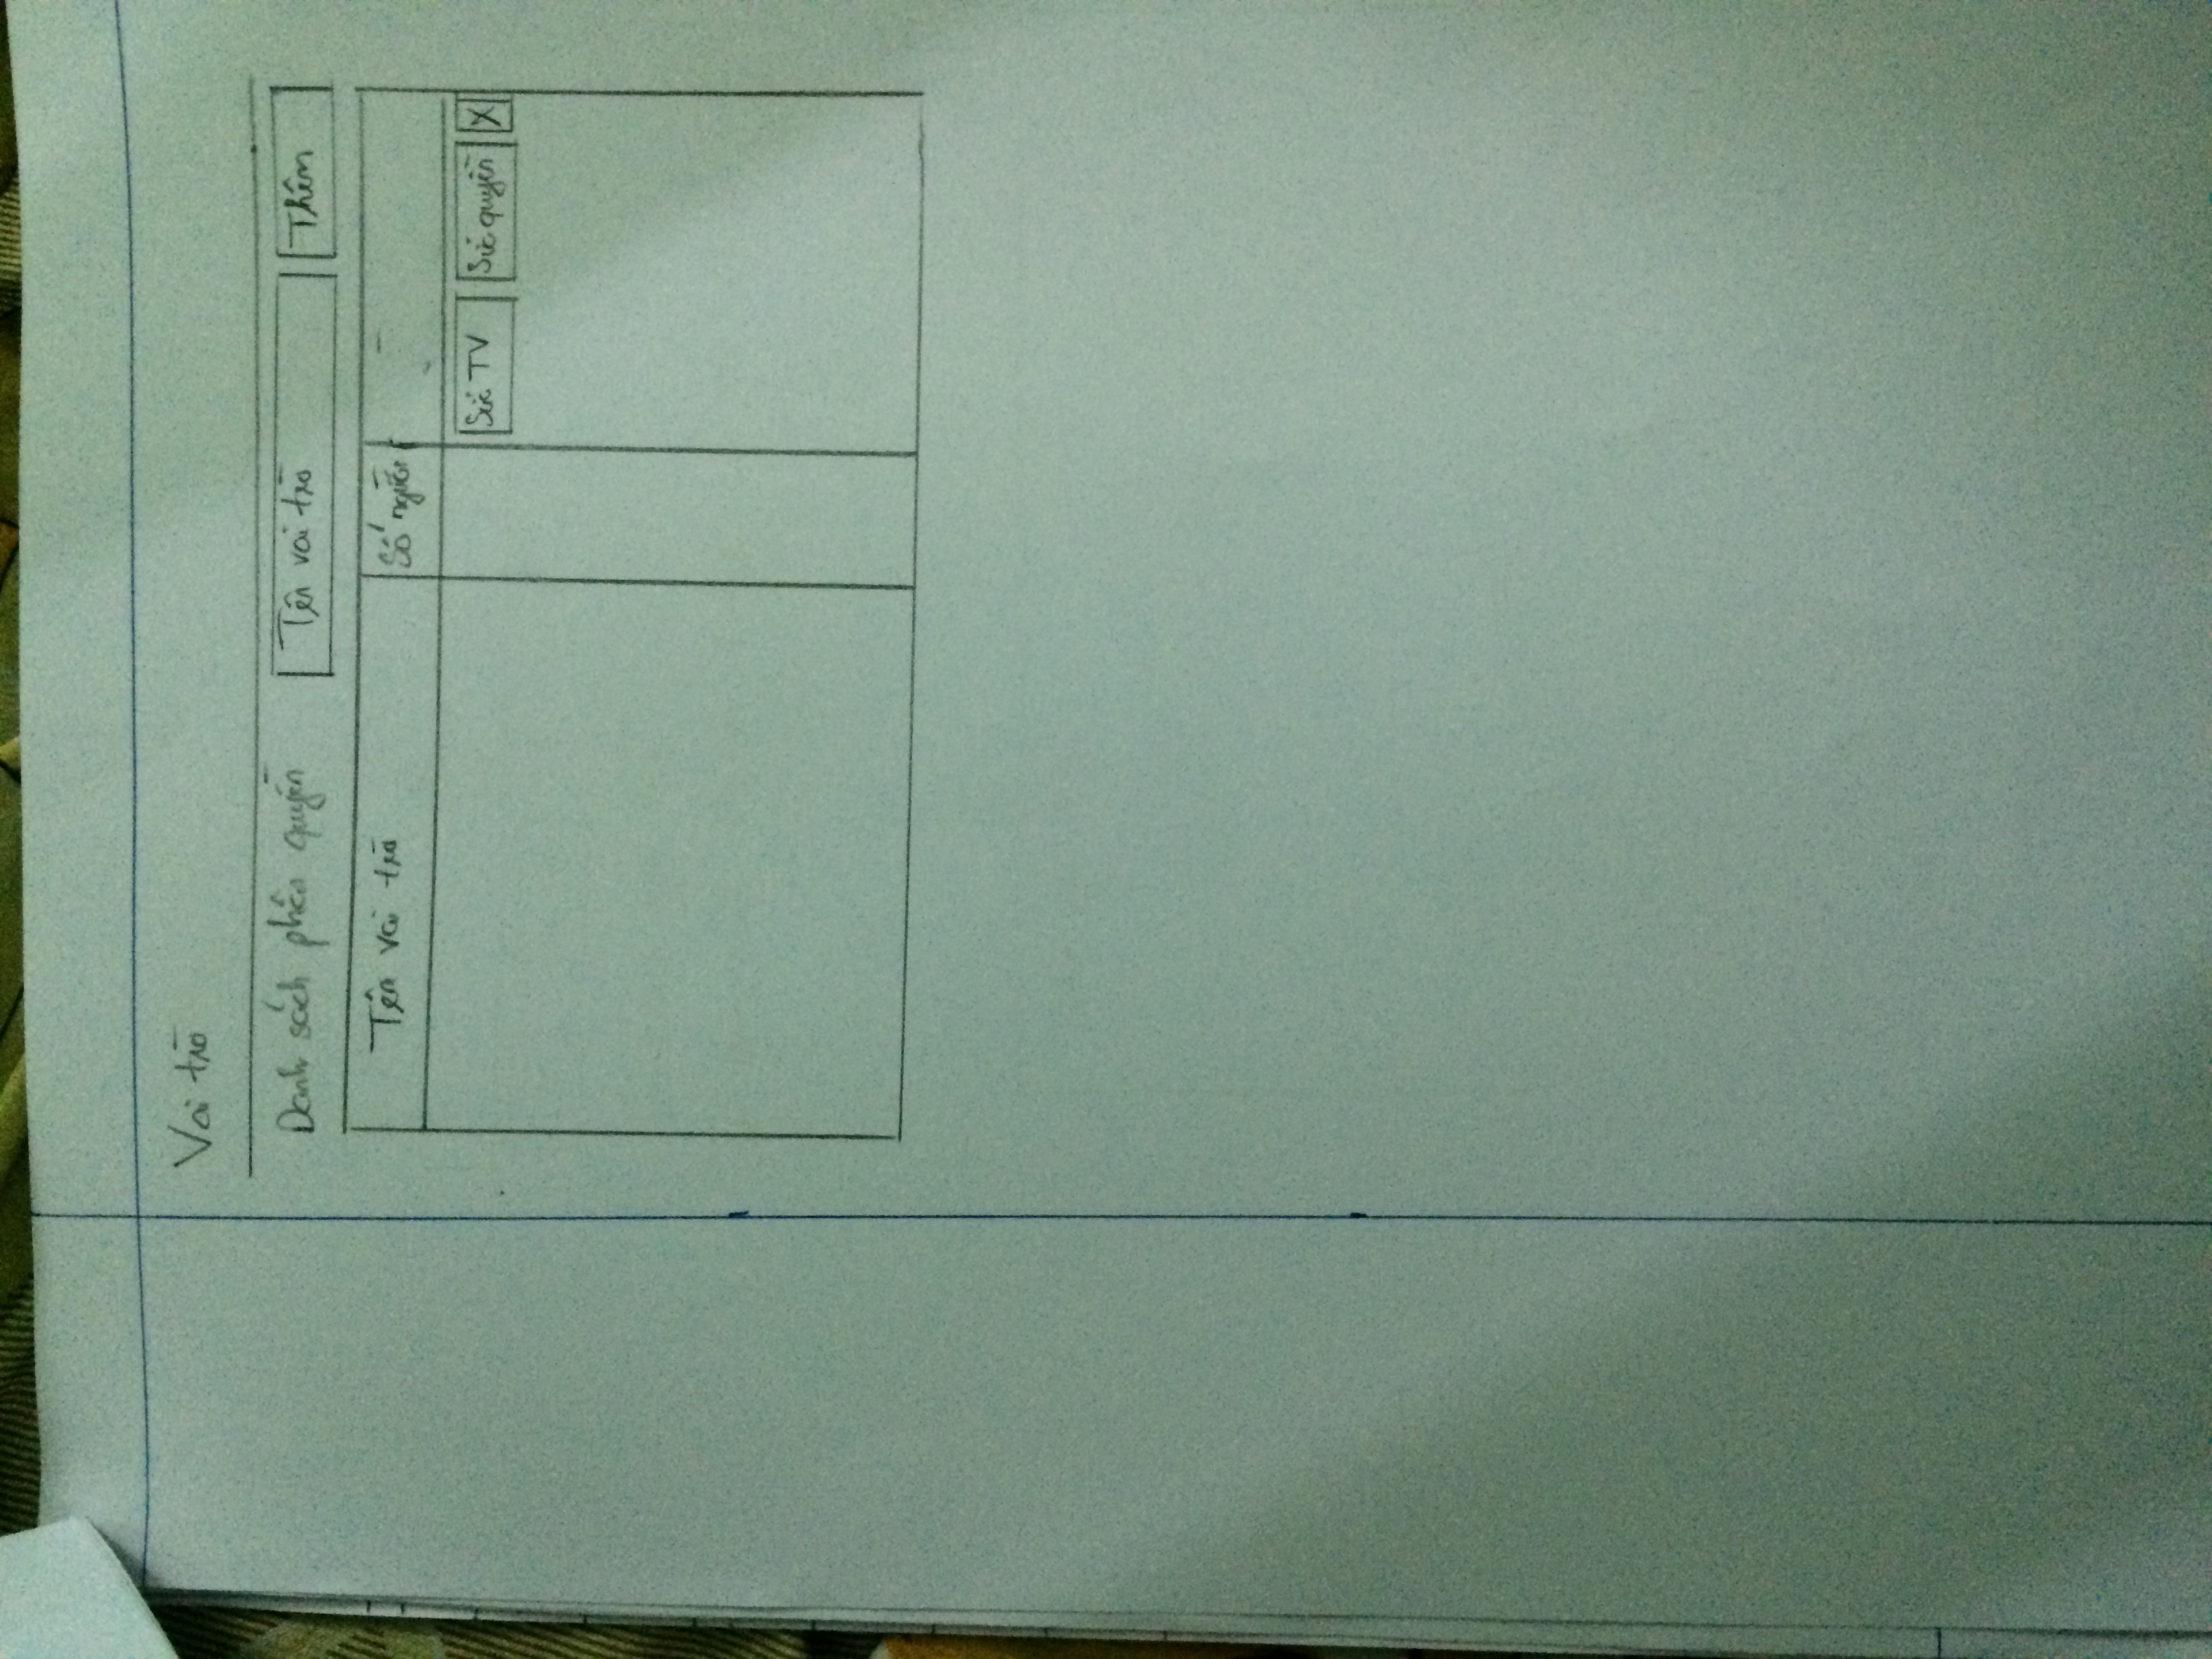 Vai trò
Danh sách phân quyền Tên vai trò Thêm
Tên vai trò Số người
Sửa TV Sửa quyền X